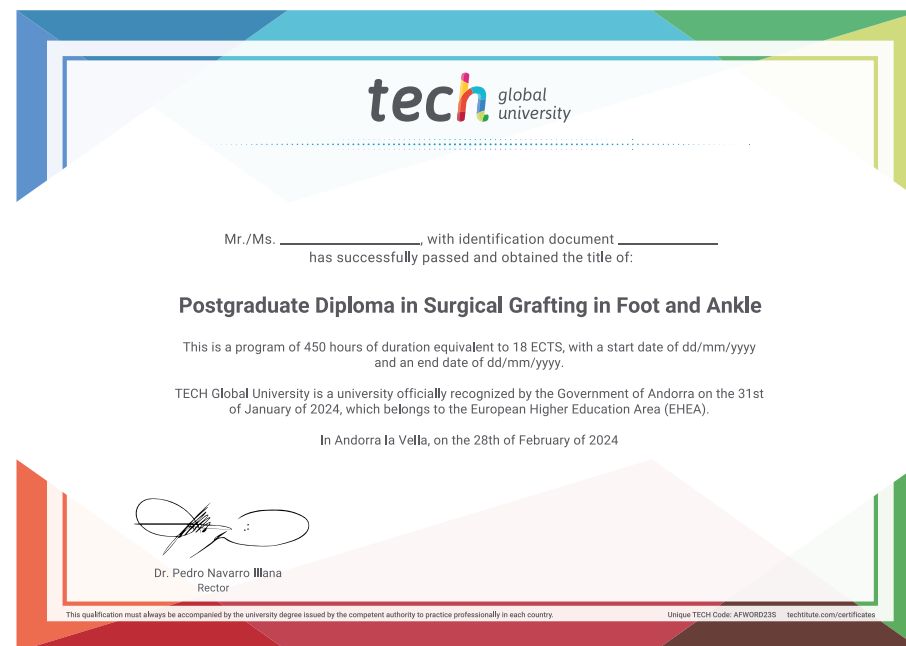 tech global university
Mr./Ms. ____________________, with identification document ______________
has successfully passed and obtained the title of:
Postgraduate Diploma in Surgical Grafting in Foot and Ankle
This is a program of 450 hours of duration equivalent to 18 ECTS, with a start date of dd/mm/yyyy
and an end date of dd/mm/yyyy.
TECH Global University is a university officially recognized by the Government of Andorra on the 31st
of January of 2024, which belongs to the European Higher Education Area (EHEA).
In Andorra la Vella, on the 28th of February of 2024
Dr. Pedro Navarro Illana
Rector
This qualification must always be accompanied by the university degree issued by the competent authority to practice professionally in each country.
Unique TECH Code: AFWORD23S techtitute.com/certificates